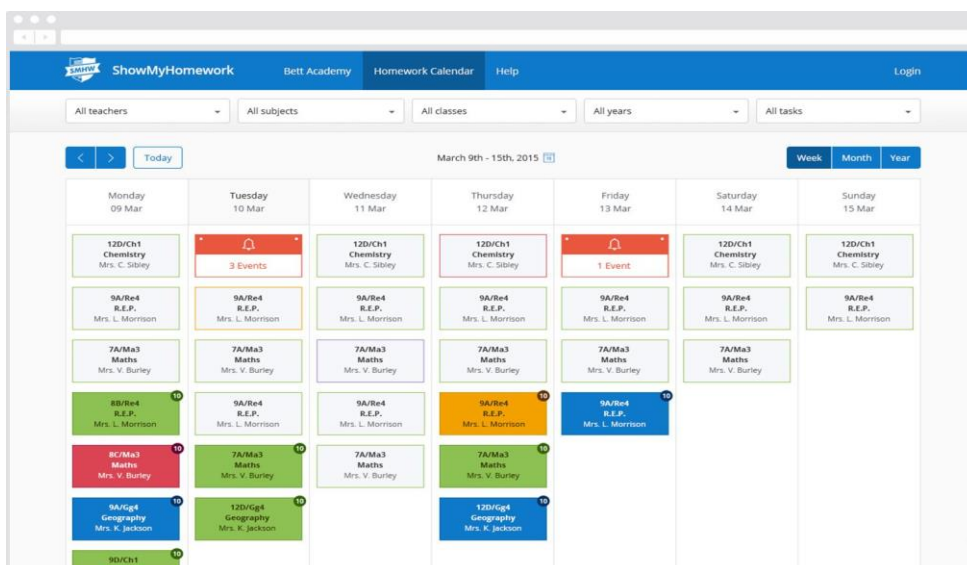 SMHW
ShowMyHomework
Bett Academy
Homework Calendar
Help
Login
All teachers
All subjects
All classes
All years
All tasks
Today
March 9th - 15th, 2015
Week
Month
Year
Monday
09 Mar
Tuesday
10 Mar
Wednesday
11 Mar
Thursday
12 Mar
Friday
13 Mar
Saturday
14 Mar
Sunday
15 Mar
12D/Ch1
Chemistry
Mrs. C. Sibley
3 Events
12D/Ch1
Chemistry
Mrs. C. Sibley
12D/Ch1
Chemistry
Mrs. C. Sibley
1 Event
12D/Ch1
Chemistry
Mrs. C. Sibley
12D/Ch1
Chemistry
Mrs. C. Sibley
9A/Re4
R.E.P.
Mrs. L. Morrison
9A/Re4
R.E.P.
Mrs. L. Morrison
9A/Re4
R.E.P.
Mrs. L. Morrison
9A/Re4
R.E.P.
Mrs. L. Morrison
9A/Re4
R.E.P.
Mrs. L. Morrison
9A/Re4
R.E.P.
Mrs. L. Morrison
9A/Re4
R.E.P.
Mrs. L. Morrison
7A/Ma3
Maths
Mrs. V. Burley
7A/Ma3
Maths
Mrs. V. Burley
7A/Ma3
Maths
Mrs. V. Burley
7A/Ma3
Maths
Mrs. V. Burley
7A/Ma3
Maths
Mrs. V. Burley
7A/Ma3
Maths
Mrs. V. Burley
10
8B/Re4
R.E.P.
Mrs. L. Morrison
9A/Re4
R.E.P.
Mrs. L. Morrison
9A/Re4
R.E.P.
Mrs. L. Morrison
10
9A/Re4
R.E.P.
Mrs. L. Morrison
10
9A/Re4
R.E.P.
Mrs. L. Morrison
10
8C/Ma3
Maths
Mrs. V. Burley
10
7A/Ma3
Maths
Mrs. V. Burley
7A/Ma3
Maths
Mrs. V. Burley
10
7A/Ma3
Maths
Mrs. V. Burley
10
9A/Gg4
Geography
Mrs. K. Jackson
10
12D/Gg4
Geography
Mrs. K. Jackson
10
12D/Gg4
Geography
Mrs. K. Jackson
10
9D/Ch1